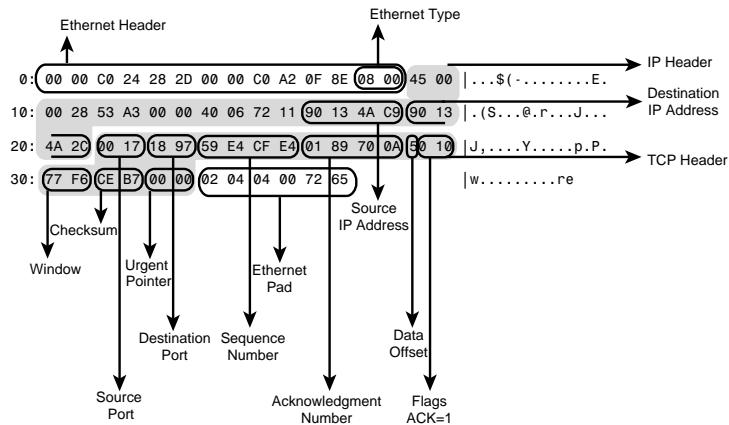 Ethernet Header
Ethernet Type
IP Header
0: 00 00 C0 24 28 2D 00 00 C0 A2 0F 8E 08 00 45 00 |...$(-........E.
Destination
IP Address
10: 00 28 53 A3 00 00 40 06 72 11 90 13 4A C9 90 13 |.(S...@.r...J...
20: 4A 2C 00 17 18 97 59 E4 CF E4 01 89 70 0A 50 10 |J,....Y.....p.P.
TCP Header
30: 77 F6 CE B7 00 00 02 04 04 00 72 65 |w.........re
Source
IP Address
Checksum
Window
Urgent
Pointer
Ethernet
Pad
Destination
Port
Sequence
Number
Data
Offset
Source
Port
Acknowledgment
Number
Flags
ACK=1